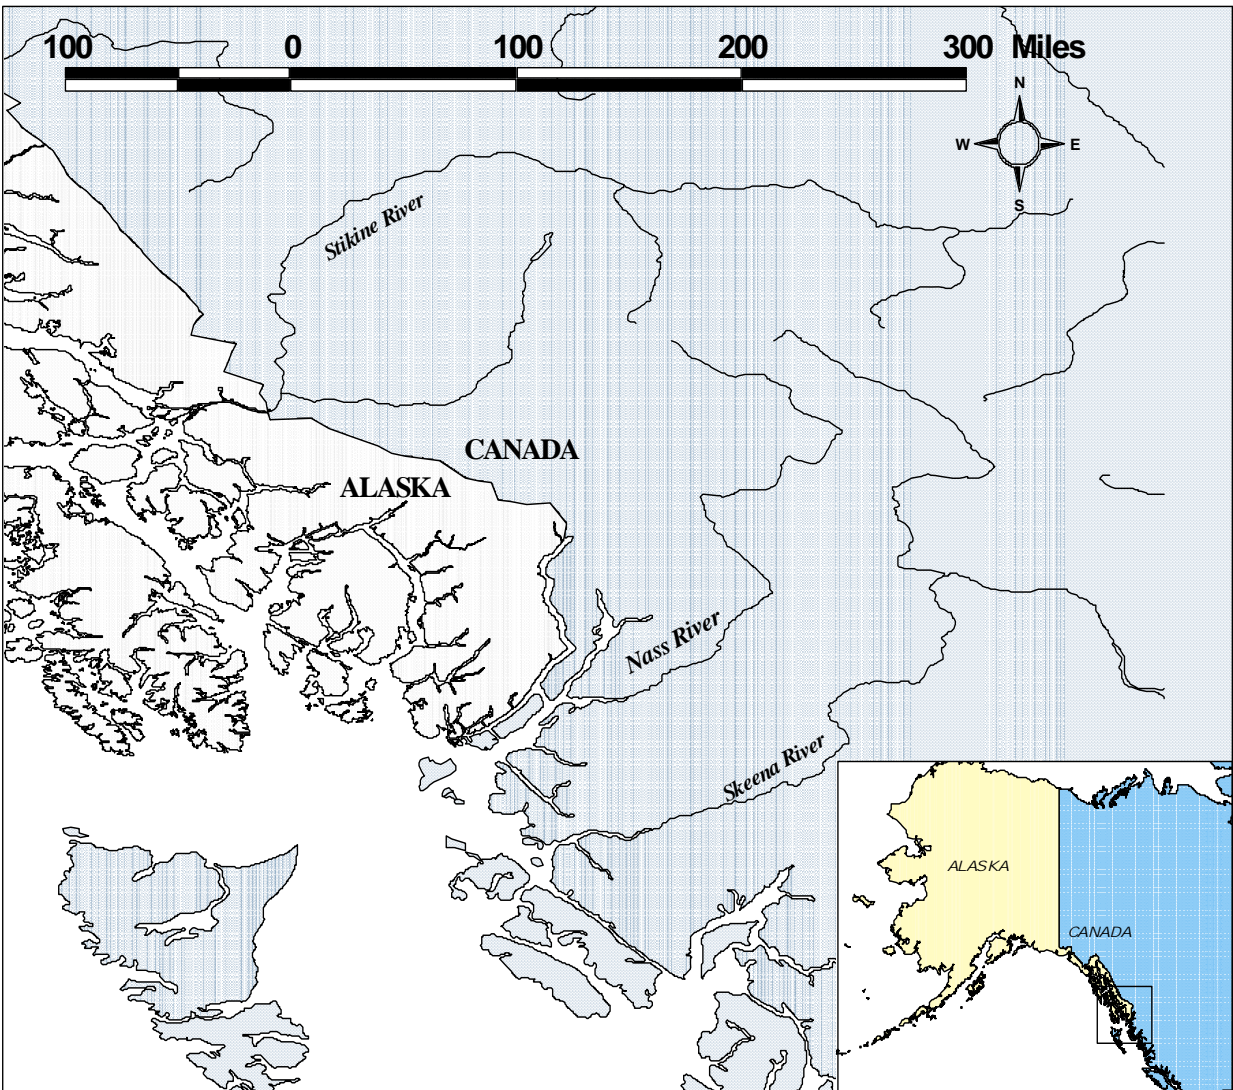 100 0 100 200 300 Miles
N
W E
S
Stikine River
CANADA
ALASKA
Nass River
Skeena River
ALASKA
CANADA